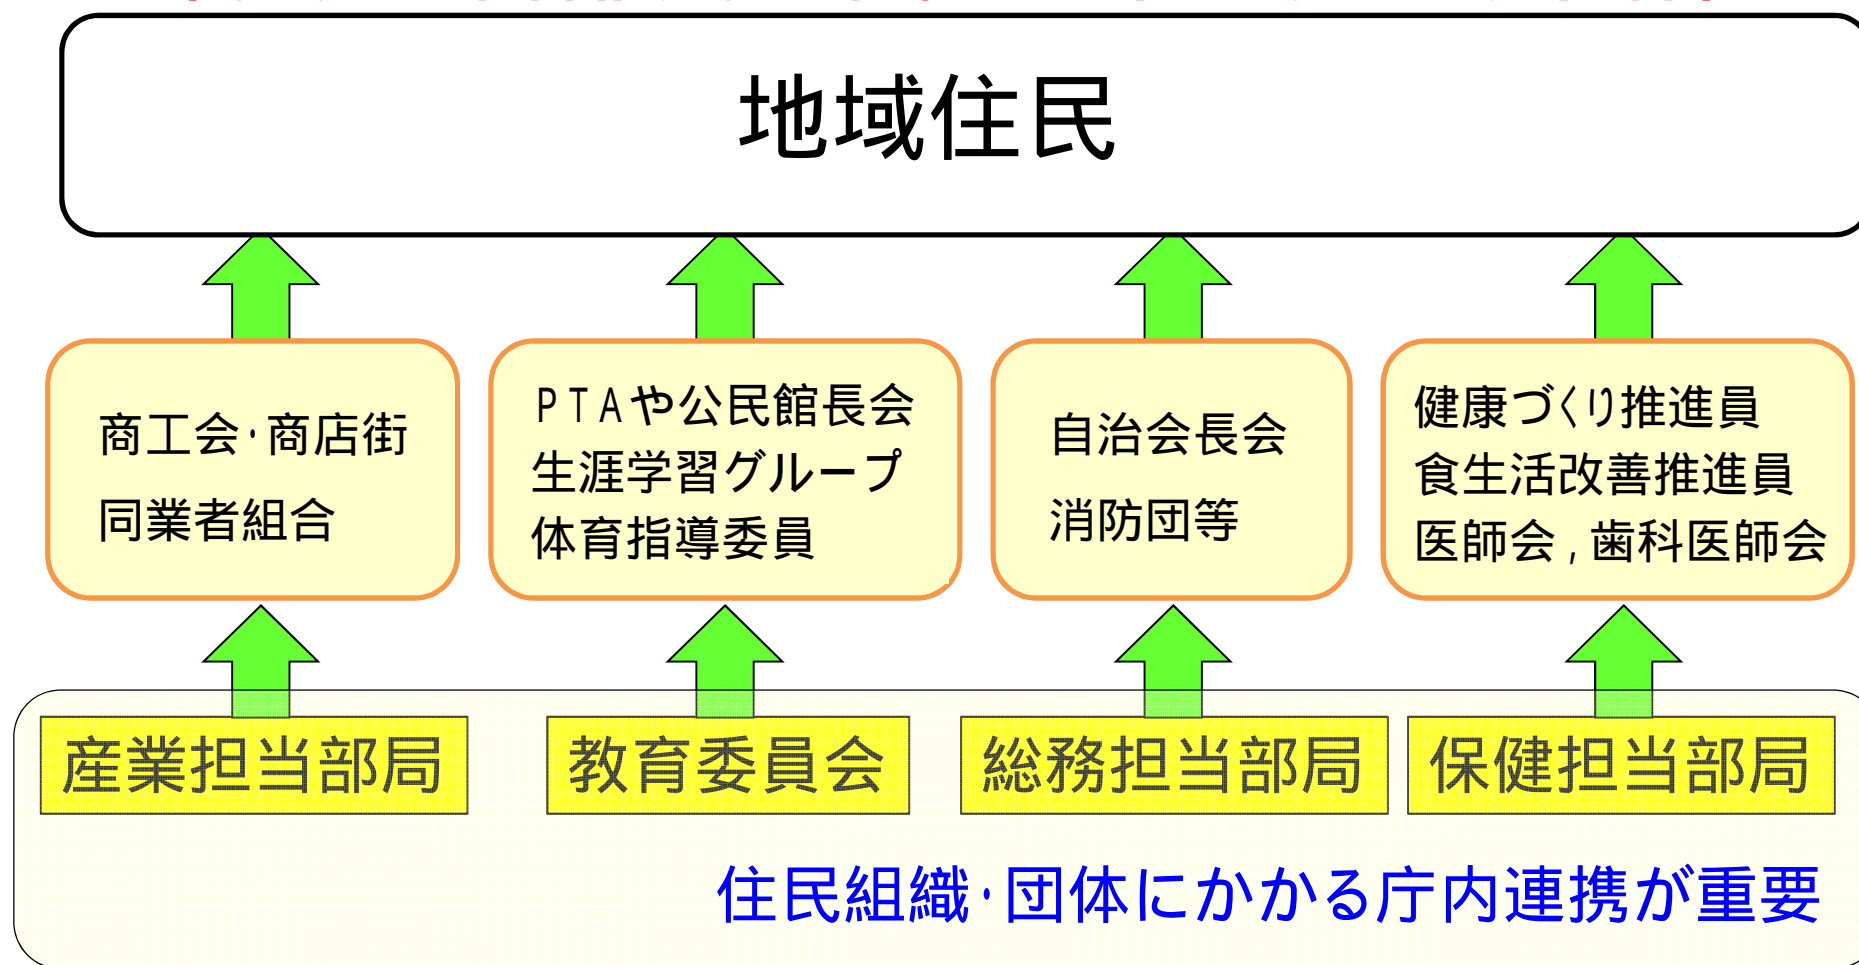 地域住民
商工会・商店街
同業者組合
ＰＴＡや公民館長会
生涯学習グループ
体育指導委員
自治会長会
消防団等
健康づくり推進員
食生活改善推進員
医師会，歯科医師会
産業担当部局
教育委員会
総務担当部局
保健担当部局
住民組織・団体にかかる庁内連携が重要